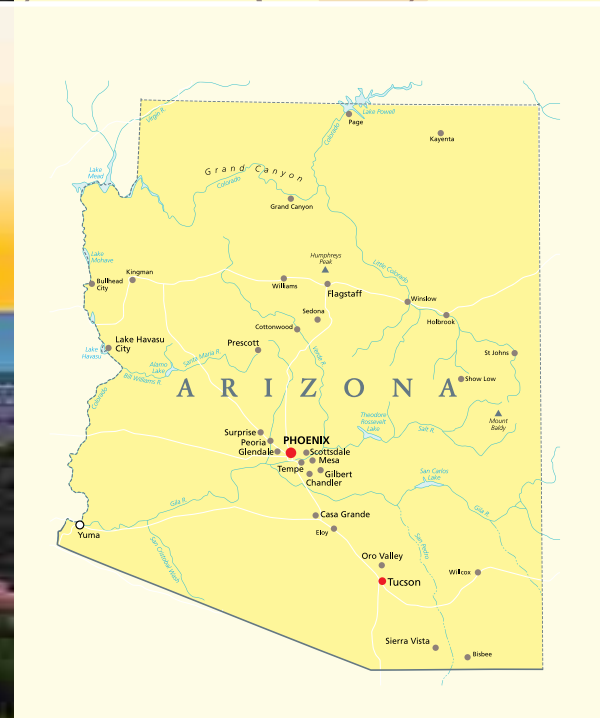 Virgin R.
Lake Powell
Page
Colorado
Kayenta
Lake
Mead
Grand Canyon
Colorado
Grand Canyon
Lake
Mohave
Humphreys
Peak
Little Colorado
Kingman
Bullhead
City
Williams
Flagstaff
Winslow
Sedona
Holbrook
Cottonwood
Lake Havasu
City
Lake
Havasu
Prescott
Verde R.
St Johns
Santa Maria R.
Alamo
Lake
Bill Williams R.
Show Low
ARIZONA
Colorado
Theodore
Roosevelt
Lake
Salt R.
Mount
Baldy
Surprise
Peoria
Glendale
PHOENIX
Scottsdale
Mesa
Tempe
Gilbert
Chandler
San Carlos
Lake
Gila R.
Gila R.
Casa Grande
Eloy
Yuma
San Cristobal Wash
San Pedro
Oro Valley
Tucson
Willcox
Sierra Vista
Bisbee